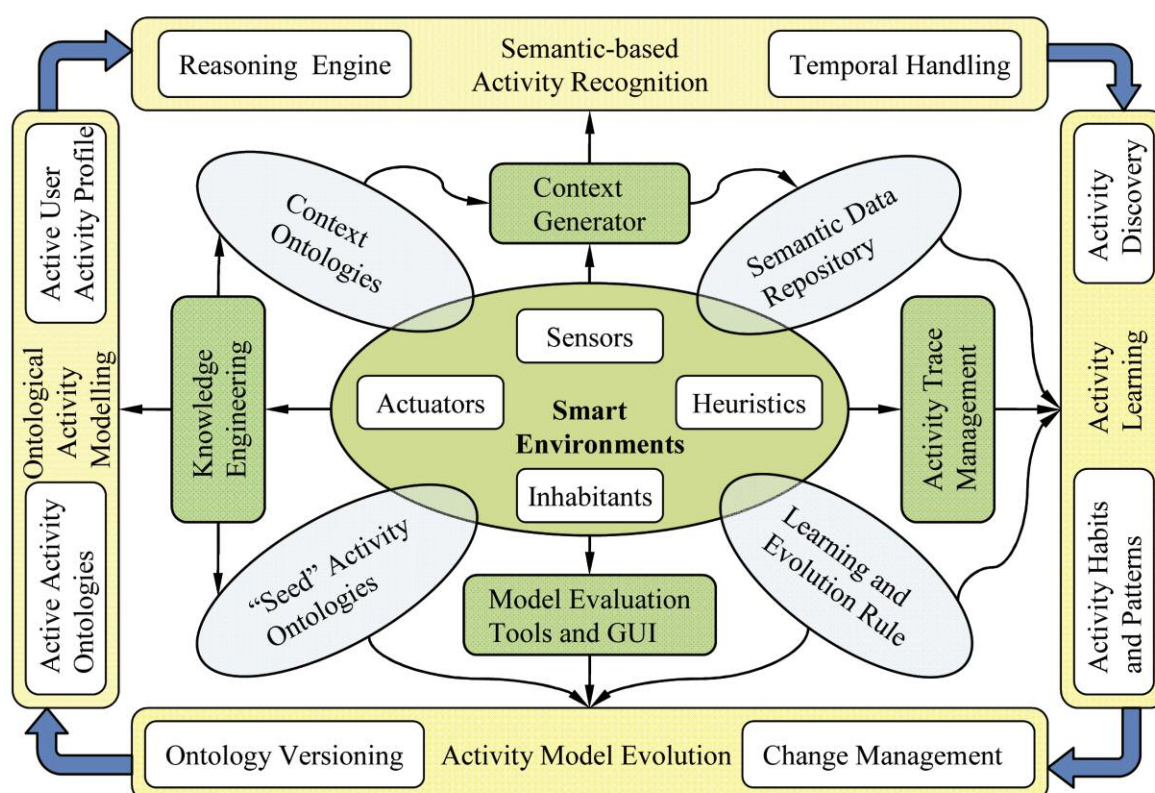 Reasoning Engine
Semantic-based
Activity Recognition
Temporal Handling
Active User
Activity Profile
Ontological
Activity
Modelling
Active Activity
Ontologies
Context
Ontologies
Context
Generator
Semantic Data
Repository
Activity
Discovery
Activity
Learning
Activity Habits
and Patterns
Knowledge
Engineering
Sensors
Actuators
Smart
Environments
Heuristics
Inhabitants
Activity Trace
Management
“Seed” Activity
Ontologies
Model Evaluation
Tools and GUI
Learning and
Evolution Rule
Ontology Versioning
Activity Model Evolution
Change Management